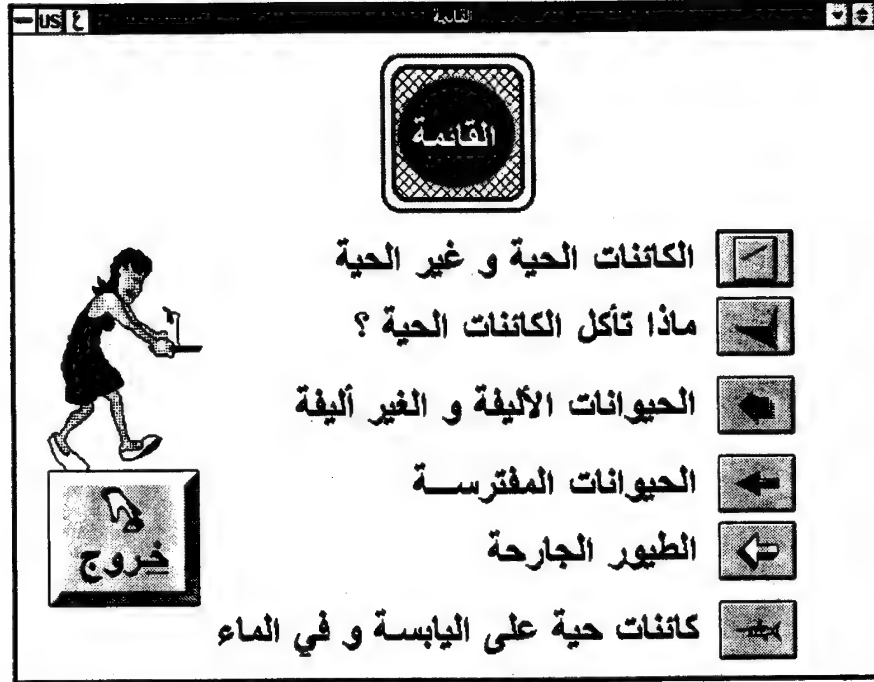 US ع
القائمة
القائمة
الكائنات الحية و غير الحية
ماذا تأكل الكائنات الحية ؟
الحيوانات الأليفة و الغير أليفة
الحيوانات المفترســة
الطيور الجارحة
كائنات حية على اليابسة و في الماء
خروج